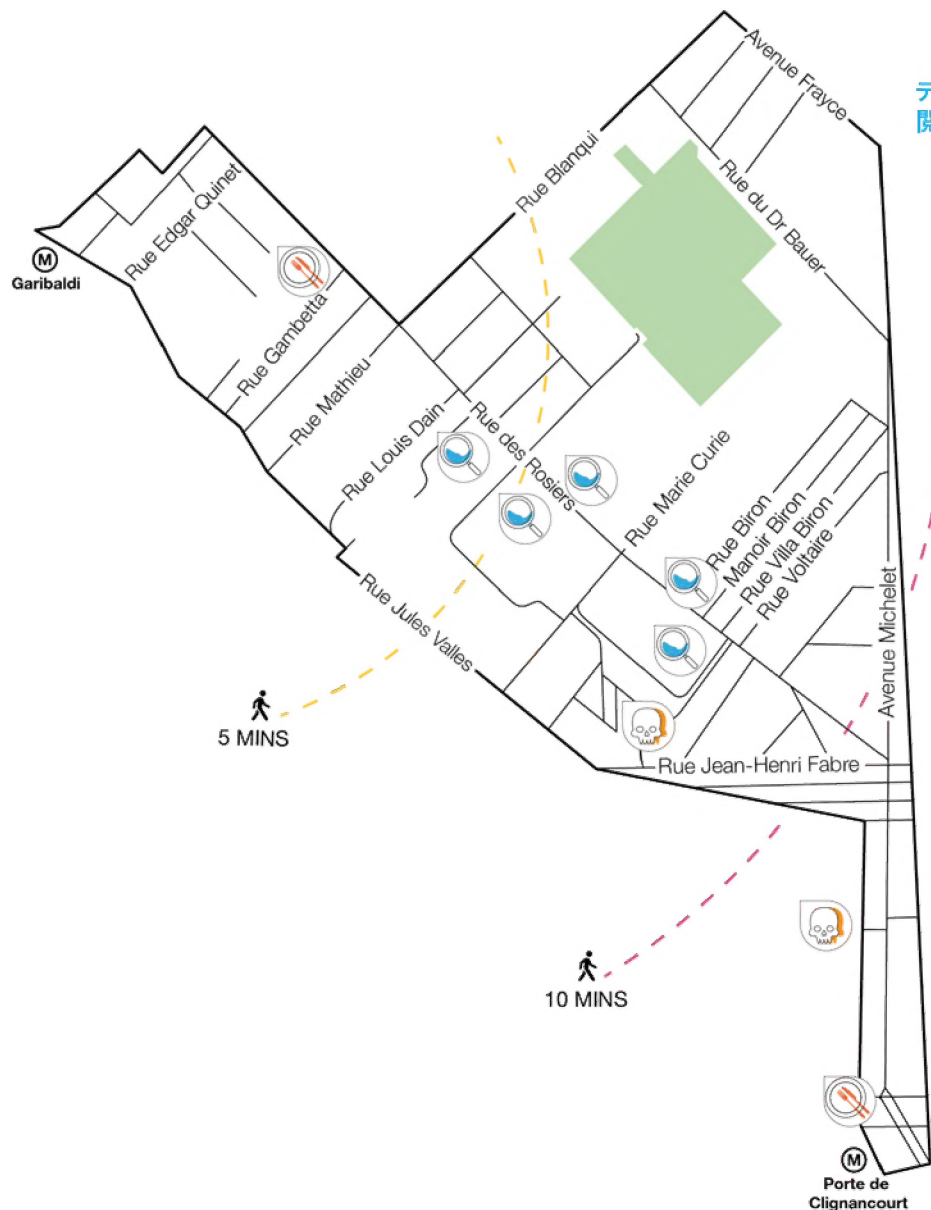 Avenue Frayce
テ
開
Rue Blanqui
Rue du Dr Bauer
Rue Edgar Quinet
M
Garibaldi
Rue Gambetta
Rue Mathieu
Rue Louis Dain
Rue des Rosiers
Rue Marie Curie
Rue Biron
Manoir Biron
Rue Villa Biron
Rue Voltaire
Rue Jules Valles
Avenue Michelet
5 MINS
Rue Jean-Henri Fabre
10 MINS
M
Porte de
Clignancourt